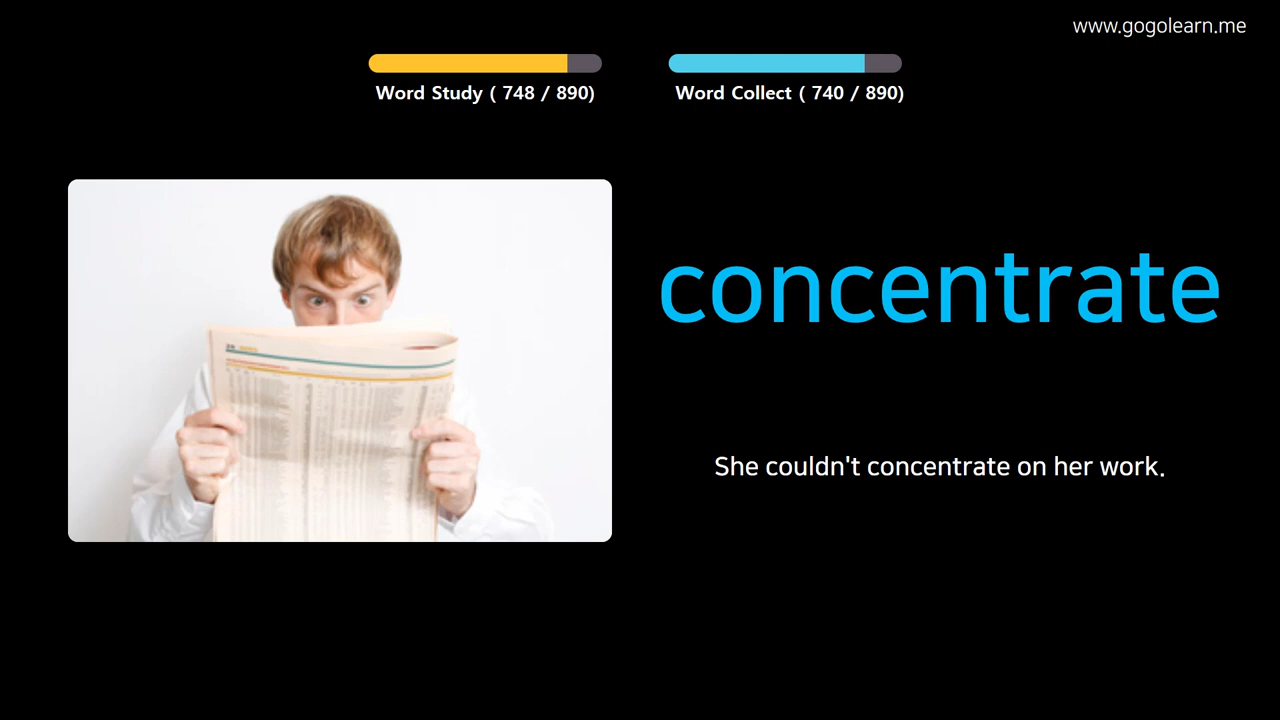 www.gogolearn.me
Word Study ( 748 / 890)
Word Collect ( 740 / 890)
concentrate
She couldn't concentrate on her work.